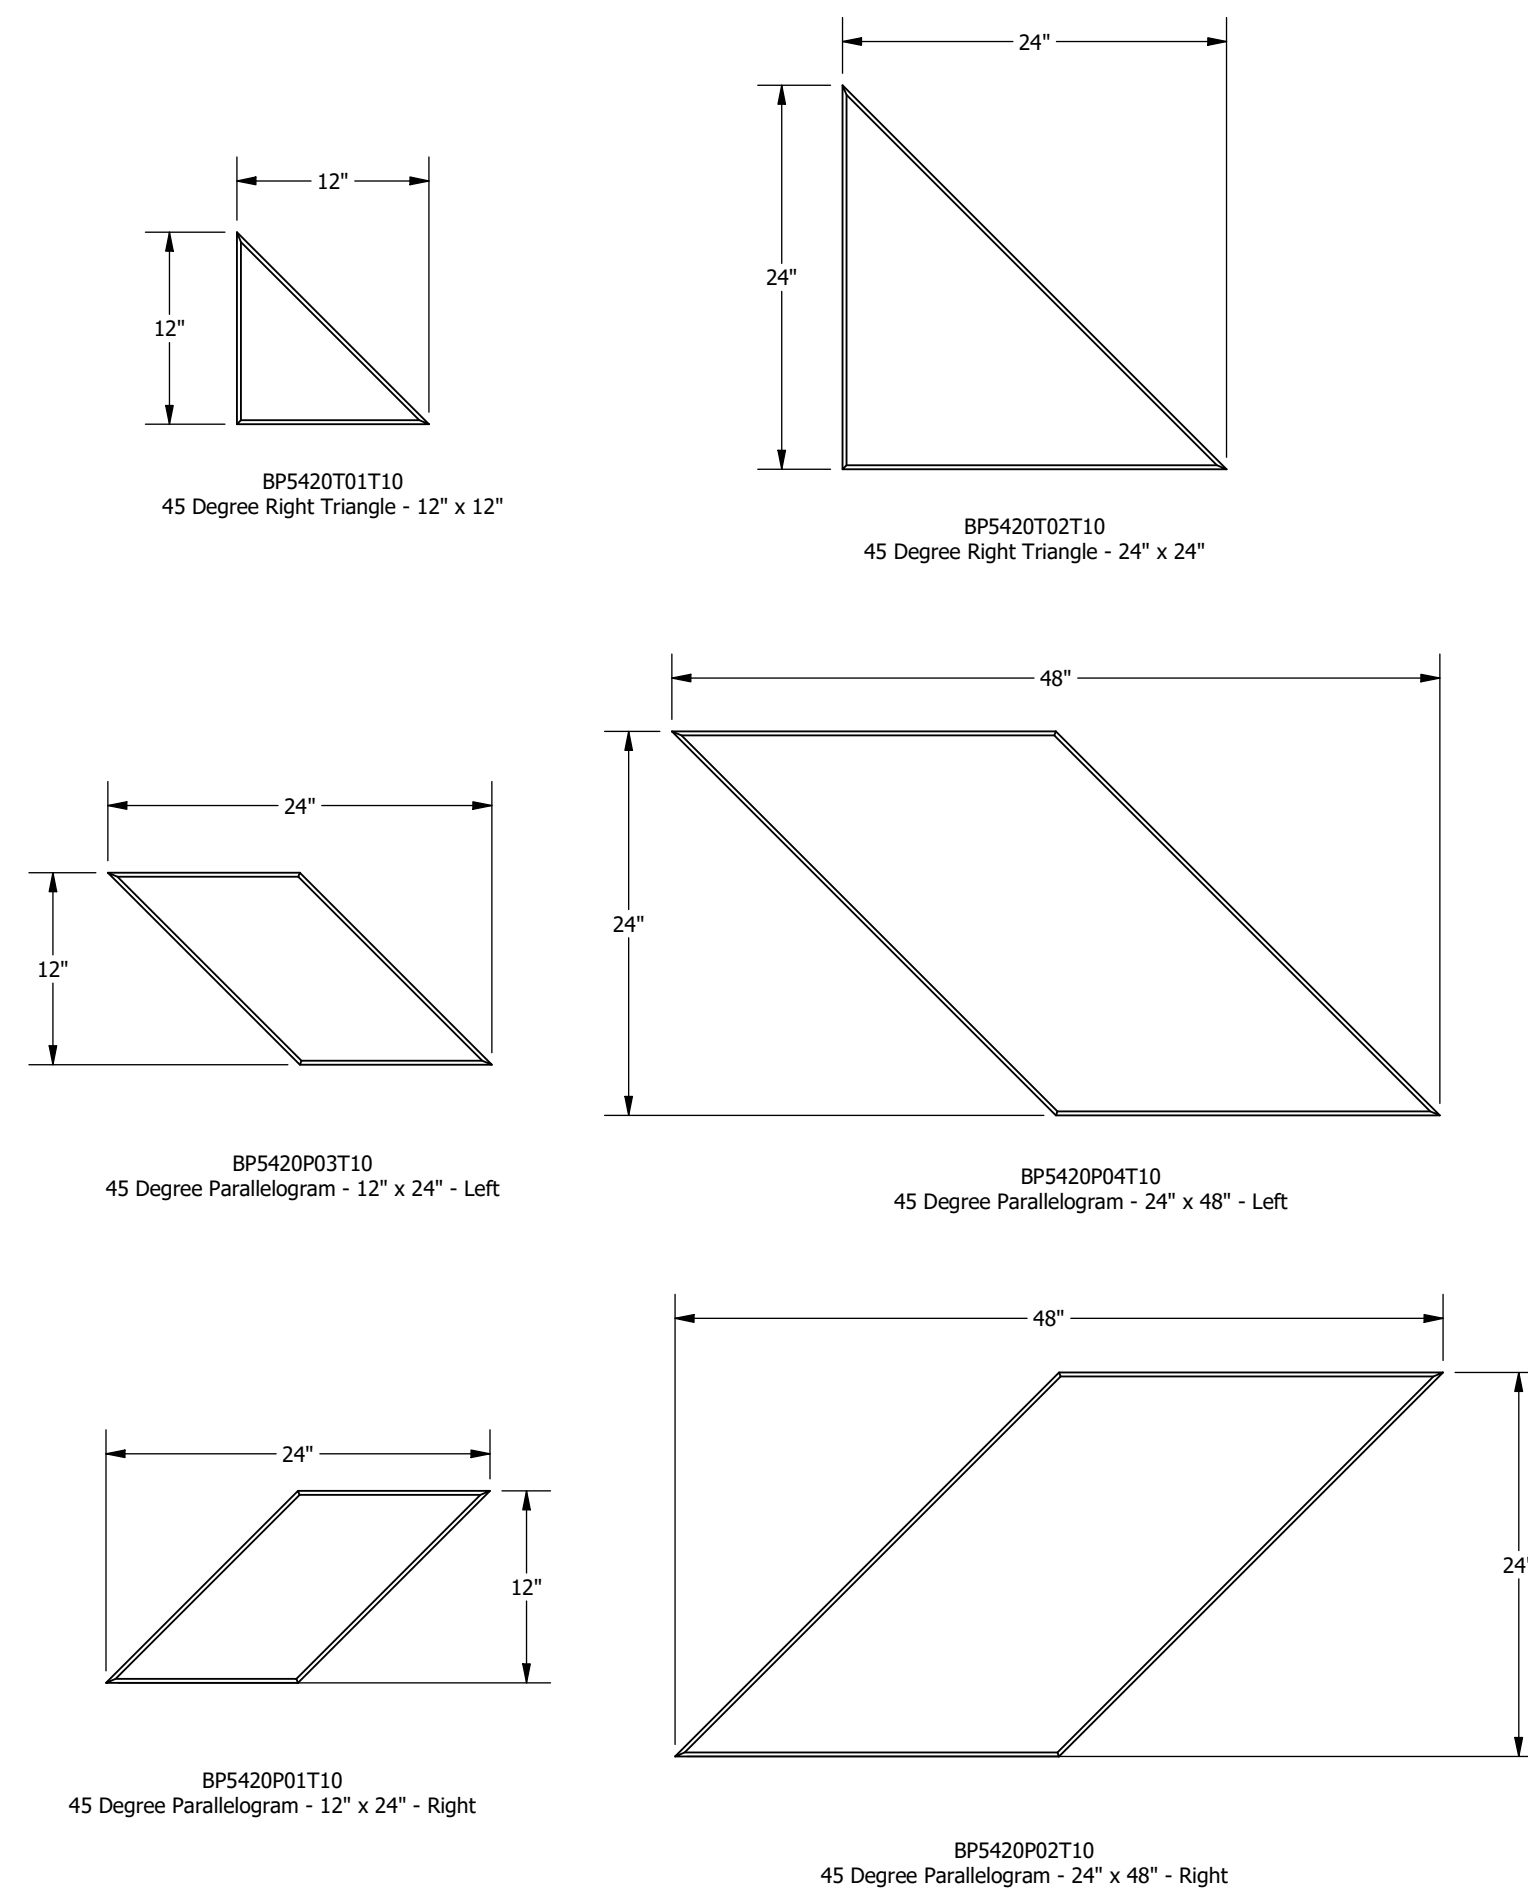 24"
12"
24"
12"
BP5420T01T10
45 Degree Right Triangle - 12" x 12"
BP5420T02T10
45 Degree Right Triangle - 24" x 24"
48"
24"
24"
12"
BP5420P03T10
45 Degree Parallelogram - 12" x 24" - Left
BP5420P04T10
45 Degree Parallelogram - 24" x 48" - Left
48"
24"
24"
12"
BP5420P01T10
45 Degree Parallelogram - 12" x 24" - Right
BP5420P02T10
45 Degree Parallelogram - 24" x 48" - Right